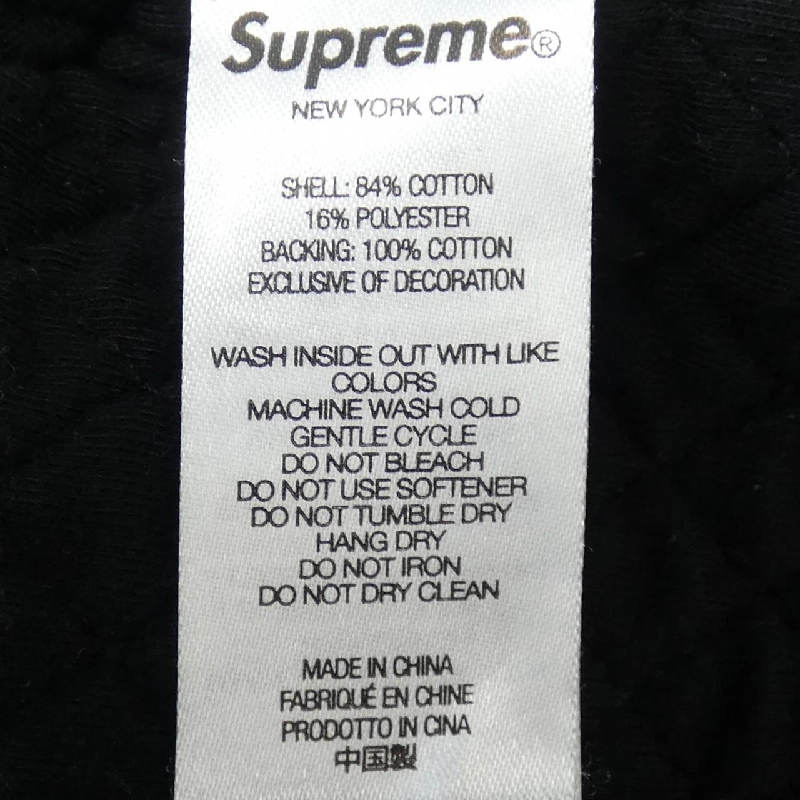 Supreme®
NEW YORK CITY
SHELL: 84% COTTON
16% POLYESTER
BACKING: 100% COTTON
EXCLUSIVE OF DECORATION
WASH INSIDE OUT WITH LIKE
COLORS
MACHINE WASH COLD
GENTLE CYCLE
DO NOT BLEACH
DO NOT USE SOFTENER
DO NOT TUMBLE DRY
HANG DRY
DO NOT IRON
DO NOT DRY CLEAN
MADE IN CHINA
FABRIQUÉ EN CHINE
PRODOTTO IN CINA
中国製